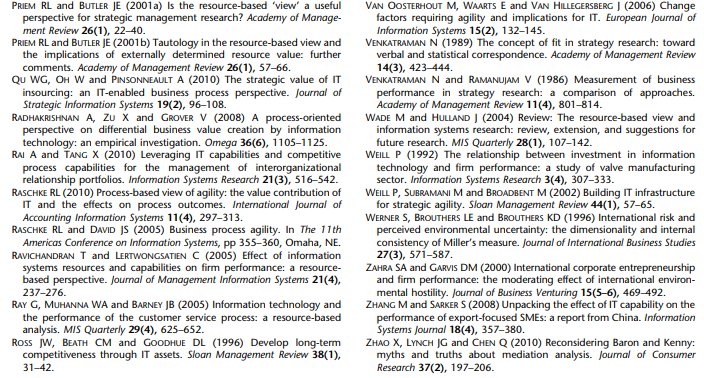 PRIEM RL and BUTLER JE (2001a) Is the resource-based 'view' a useful
perspective for strategic management research? Academy of Manage-
ment Review 26(1), 22–40.
PRIEM RL and BUTLER JE (2001b) Tautology in the resource-based view and
the implications of externally determined resource value: further
comments. Academy of Management Review 26(1), 57–66.
QU WG, OH W and PINSONNEAULT A (2010) The strategic value of IT
insourcing: an IT-enabled business process perspective. Journal of
Strategic Information Systems 19(2), 96–108.
RADHAKRISHNAN A, ZU X and GROVER V (2008) A process-oriented
perspective on differential business value creation by information
technology: an empirical investigation. Omega 36(6), 1105–1125.
RAI A and TANG X (2010) Leveraging IT capabilities and competitive
process capabilities for the management of interorganizational
relationship portfolios. Information Systems Research 21(3), 516–542.
RASCHKE RL (2010) Process-based view of agility: the value contribution of
IT and the effects on process outcomes. International Journal of
Accounting Information Systems 11(4), 297–313.
RASCHKE RL and DAVID JS (2005) Business process agility. In The 11th
Americas Conference on Information Systems, pp 355–360, Omaha, NE.
RAVICHANDRAN T and LERTWONGSATIEN C (2005) Effect of information
systems resources and capabilities on firm performance: a resource-
based perspective. Journal of Management Information Systems 21(4),
237–276.
RAY G, MUHANNA WA and BARNEY JB (2005) Information technology and
the performance of the customer service process: a resource-based
analysis. MIS Quarterly 29(4), 625–652.
ROSS JW, BEATH CM and GOODHUE DL (1996) Develop long-term
competitiveness through IT assets. Sloan Management Review 38(1),
31–42.
VAN OOSTERHOUT M, WAARTS E and VAN HILLEGERSBERG J (2006) Change
factors requiring agility and implications for IT. European Journal of
Information Systems 15(2), 132–145.
VENKATRAMAN N (1989) The concept of fit in strategy research: toward
verbal and statistical correspondence. Academy of Management Review
14(3), 423–444.
VENKATRAMAN N and RAMANUJAM V (1986) Measurement of business
performance in strategy research: a comparison of approaches.
Academy of Management Review 11(4), 801–814.
WADE M and HULLAND J (2004) Review: The resource-based view and
information systems research: review, extension, and suggestions for
future research. MIS Quarterly 28(1), 107–142.
WEILL P (1992) The relationship between investment in information
technology and firm performance: a study of valve manufacturing
sector. Information Systems Research 3(4), 307–333.
WEILL P, SUBRAMANI M and BROADBENT M (2002) Building IT infrastructure
for strategic agility. Sloan Management Review 44(1), 57–65.
WERNER S, BROUTHERS LE and BROUTHERS KD (1996) International risk and
perceived environmental uncertainty: the dimensionality and internal
consistency of Miller's measure. Journal of International Business Studies
27(3), 571–587.
ZAHRA SA and GARVIS DM (2000) International corporate entrepreneurship
and firm performance: the moderating effect of international environ-
mental hostility. Journal of Business Venturing 15(5–6), 469–492.
ZHANG M and SARKER S (2008) Unpacking the effect of IT capability on the
performance of export-focused SMEs: a report from China. Information
Systems Journal 18(4), 357–380.
ZHAO X, LYNCH JG and CHEN Q (2010) Reconsidering Baron and Kenny:
myths and truths about mediation analysis. Journal of Consumer
Research 37(2), 197–206.